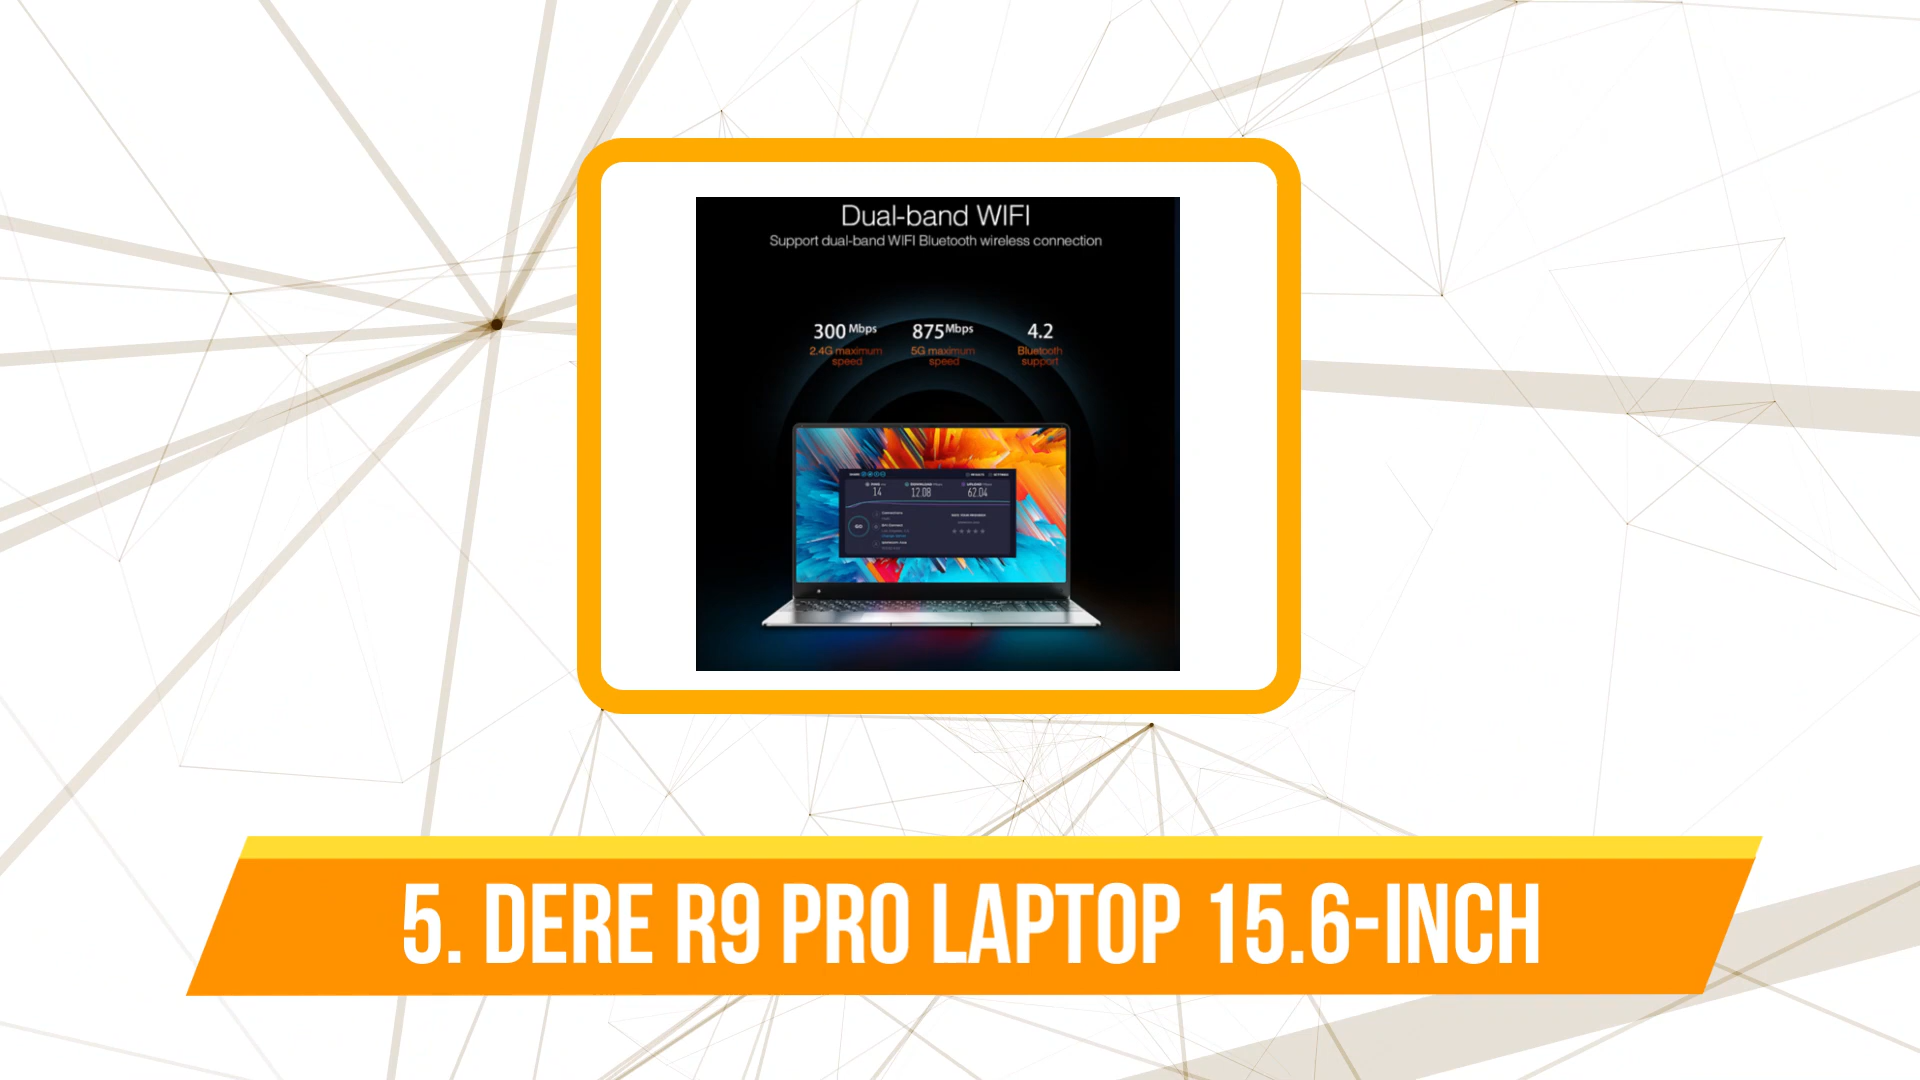 Dual-band WIFI
Support dual-band WIFI Bluetooth wireless connection
300 Mbps 875 Mbps 4.2
2.4G maximum speed
5G maximum speed
Bluetooth support
14 12.08 62.04
GO
5. DERE R9 PRO LAPTOP 15.6-INCH